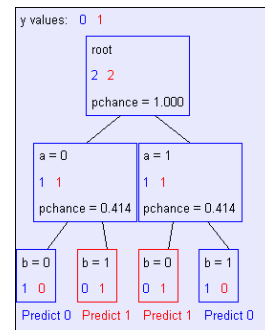 y values: 0 1
root
2 2
pchance = 1.000
a = 0 a = 1
1 1 1 1
pchance = 0.414 pchance = 0.414
b = 0 b = 1 b = 0 b = 1
1 0 0 1 0 1 1 0
Predict 0 Predict 1 Predict 1 Predict 0